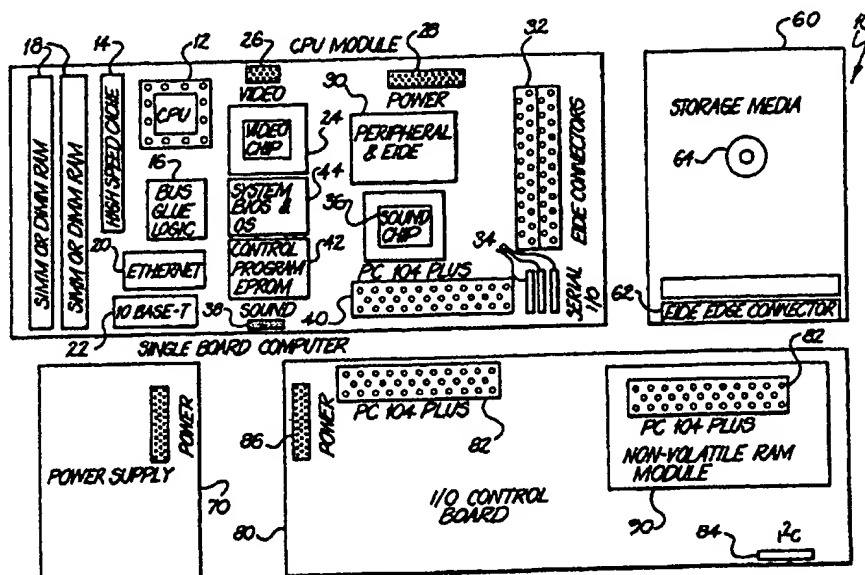 18
14
12
26
CPU MODULE
28
32
60
10
VIDEO
POWER
30
SIMM OR DIMM RAM
SIMM OR DIMM RAM
HIGH SPEED CACHE
CPU
VIDEO CHIP
24
PERIPHERAL & EIDE
EIDE CONNECTORS
STORAGE MEDIA
64
16
BUS GLUE LOGIC
44
SYSTEM BIOS & OS
36
SOUND CHIP
20
ETHERNET
CONTROL PROGRAM EPROM
42
34
PC 104 PLUS
SERIAL I/O
22
10 BASE-T
38
SOUND
40
62
EIDE EDGE CONNECTOR
SINGLE BOARD COMPUTER
82
POWER
86
POWER
PC 104 PLUS
82
PC 104 PLUS
POWER SUPPLY
70
NON-VOLATILE RAM MODULE
I/O CONTROL BOARD
80
90
84
I²C